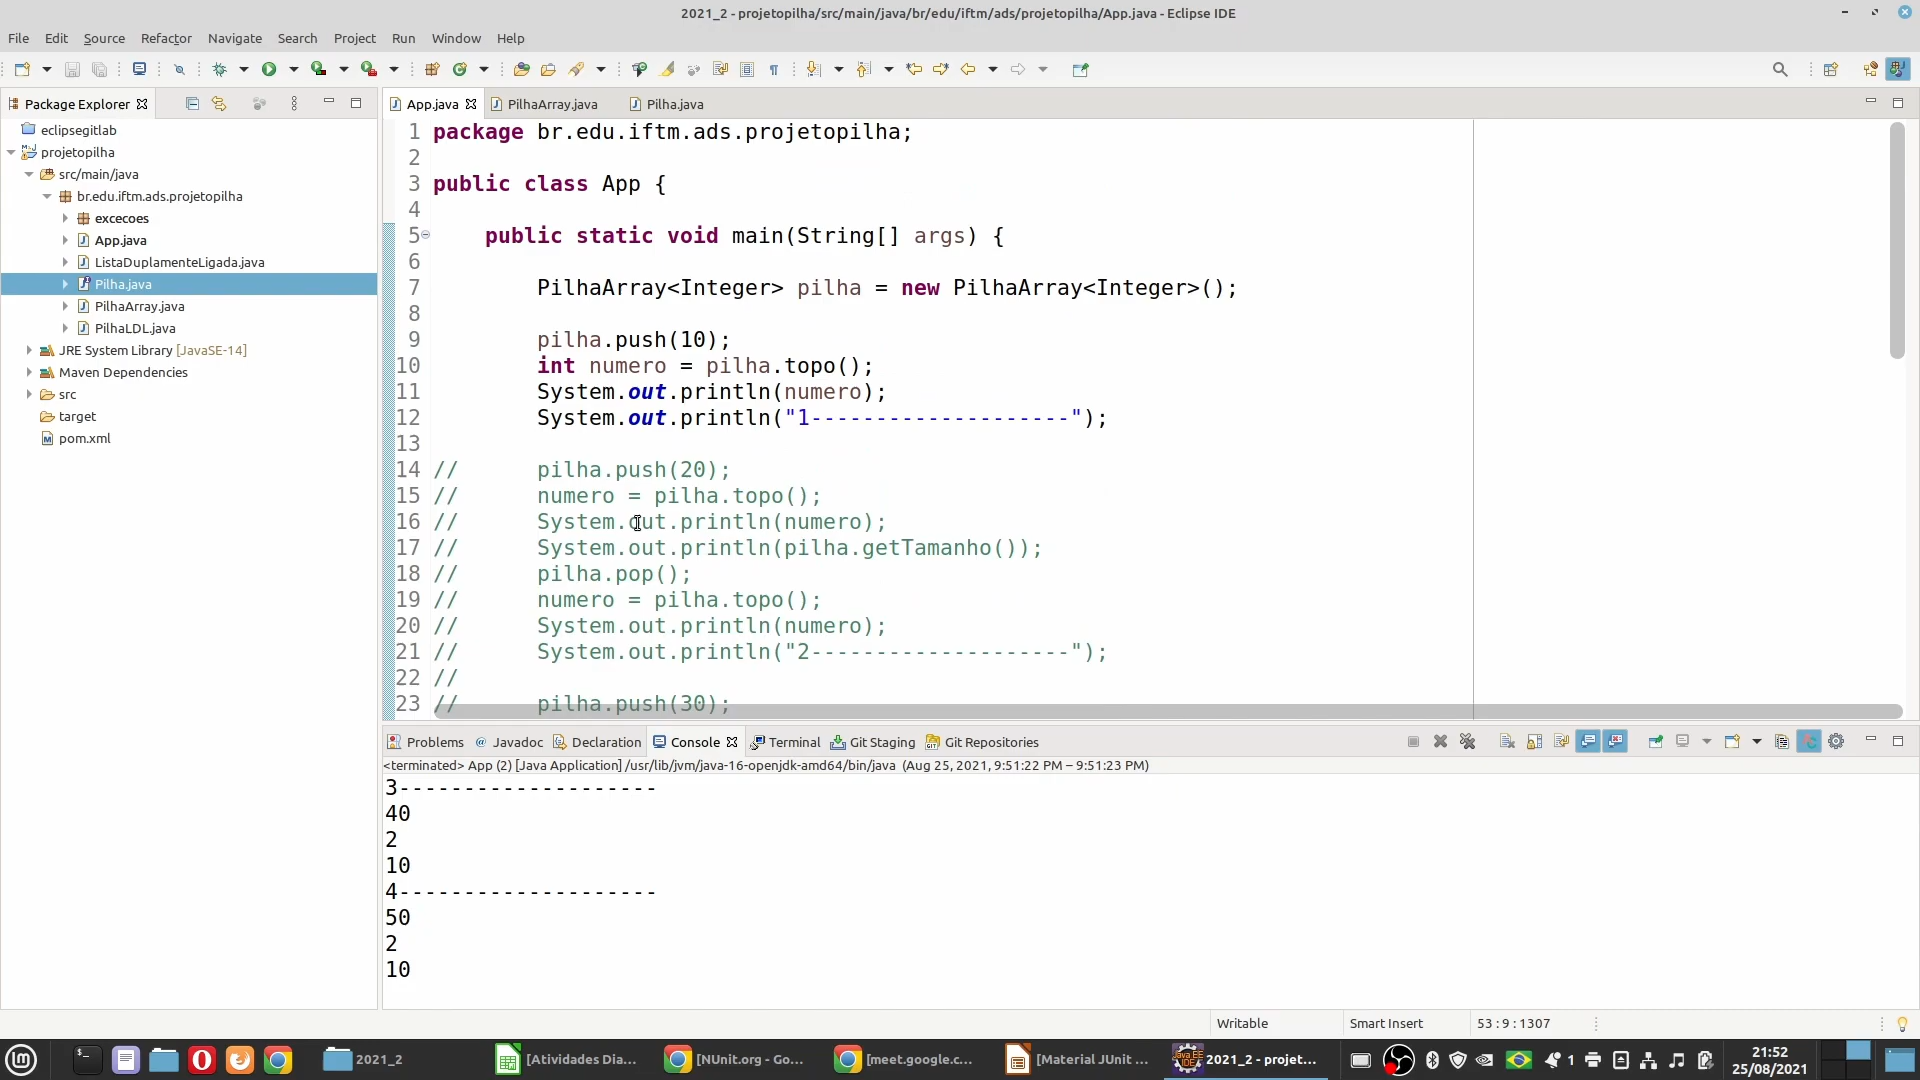 2021_2 - projetopilha/src/main/java/br/edu/iftm/ads/projetopilha/App.java - Eclipse IDE
File Edit Source Refactor Navigate Search Project Run Window Help
Package Explorer
eclipsegitlab
projetopilha
src/main/java
br.edu.iftm.ads.projetopilha
excecoes
App.java
ListaDuplamenteLigada.java
Pilha.java
PilhaArray.java
PilhaLDL.java
JRE System Library [JavaSE-14]
Maven Dependencies
src
target
pom.xml
App.java PilhaArray.java Pilha.java
1 package br.edu.iftm.ads.projetopilha;
2
3 public class App {
4
5 public static void main(String[] args) {
6
7 PilhaArray<Integer> pilha = new PilhaArray<Integer>();
8
9 pilha.push(10);
10 int numero = pilha.topo();
11 System.out.println(numero);
12 System.out.println("1--------------------");
13
14 // pilha.push(20);
15 // numero = pilha.topo();
16 // System.out.println(numero);
17 // System.out.println(pilha.getTamanho());
18 // pilha.pop();
19 // numero = pilha.topo();
20 // System.out.println(numero);
21 // System.out.println("2--------------------");
22 //
23 // pilha.push(30);
Problems Javadoc Declaration Console Terminal Git Staging Git Repositories
<terminated> App (2) [Java Application] /usr/lib/jvm/java-16-openjdk-amd64/bin/java (Aug 25, 2021, 9:51:22 PM – 9:51:23 PM)
3--------------------
40
2
10
4--------------------
50
2
10
Writable Smart Insert 53 : 9 : 1307
2021_2 [Atividades Dia... [NUnit.org - Go... [meet.google.c... [Material JUnit ... 2021_2 - projet... 1 21:52
25/08/2021